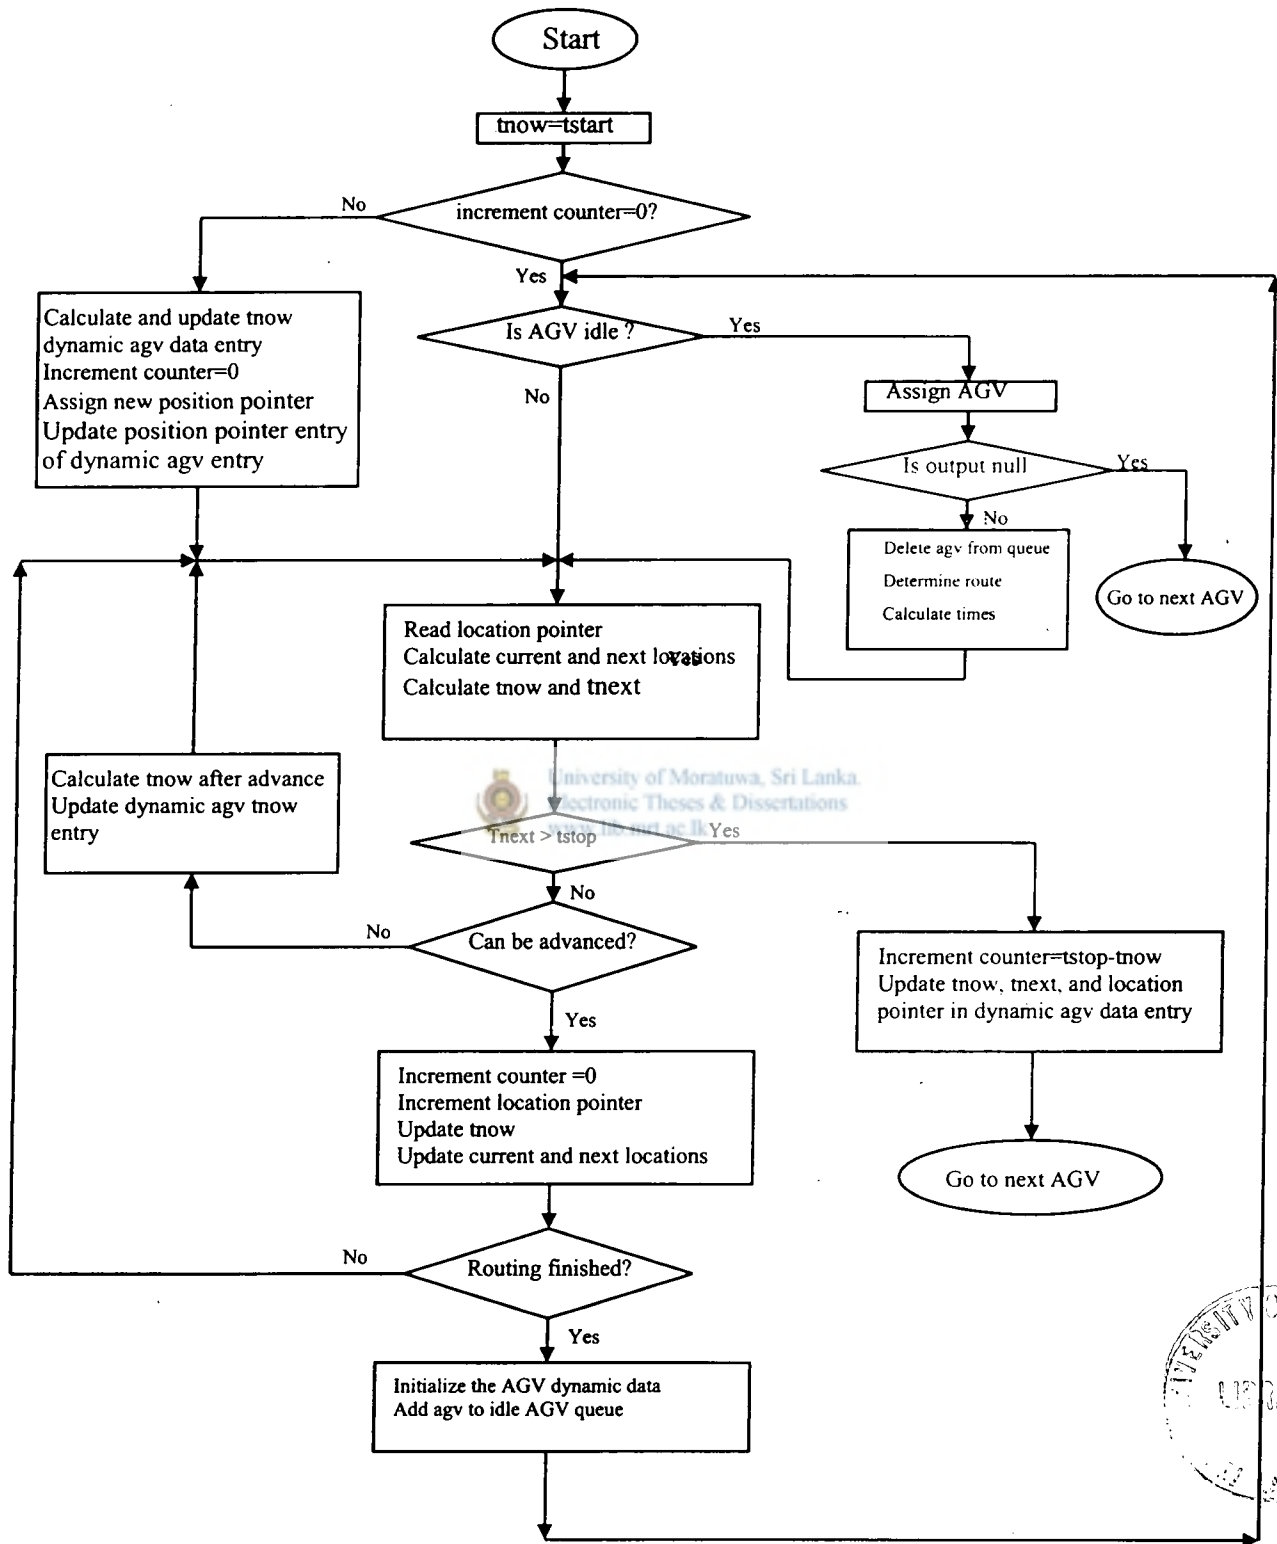 Start
tnow=tstart
increment counter=0?
No
Yes
Calculate and update tnow
dynamic agv data entry
Increment counter=0
Assign new position pointer
Update position pointer entry
of dynamic agv entry
Is AGV idle ?
Yes
No
Assign AGV
Is output null
Yes
No
Delete agv from queue
Determine route
Calculate times
Go to next AGV
Read location pointer
Calculate current and next locations
Yes
Calculate tnow and tnext
University of Moratuwa, Sri Lanka.
Electronic Theses & Dissertations
www.lib.mrt.ac.lk
Calculate tnow after advance
Update dynamic agv tnow
entry
Tnext > tstop
Yes
No
Can be advanced?
No
Yes
Increment counter=tstop-tnow
Update tnow, tnext, and location
pointer in dynamic agv data entry
Increment counter =0
Increment location pointer
Update tnow
Update current and next locations
Go to next AGV
Routing finished?
No
Yes
Initialize the AGV dynamic data
Add agv to idle AGV queue